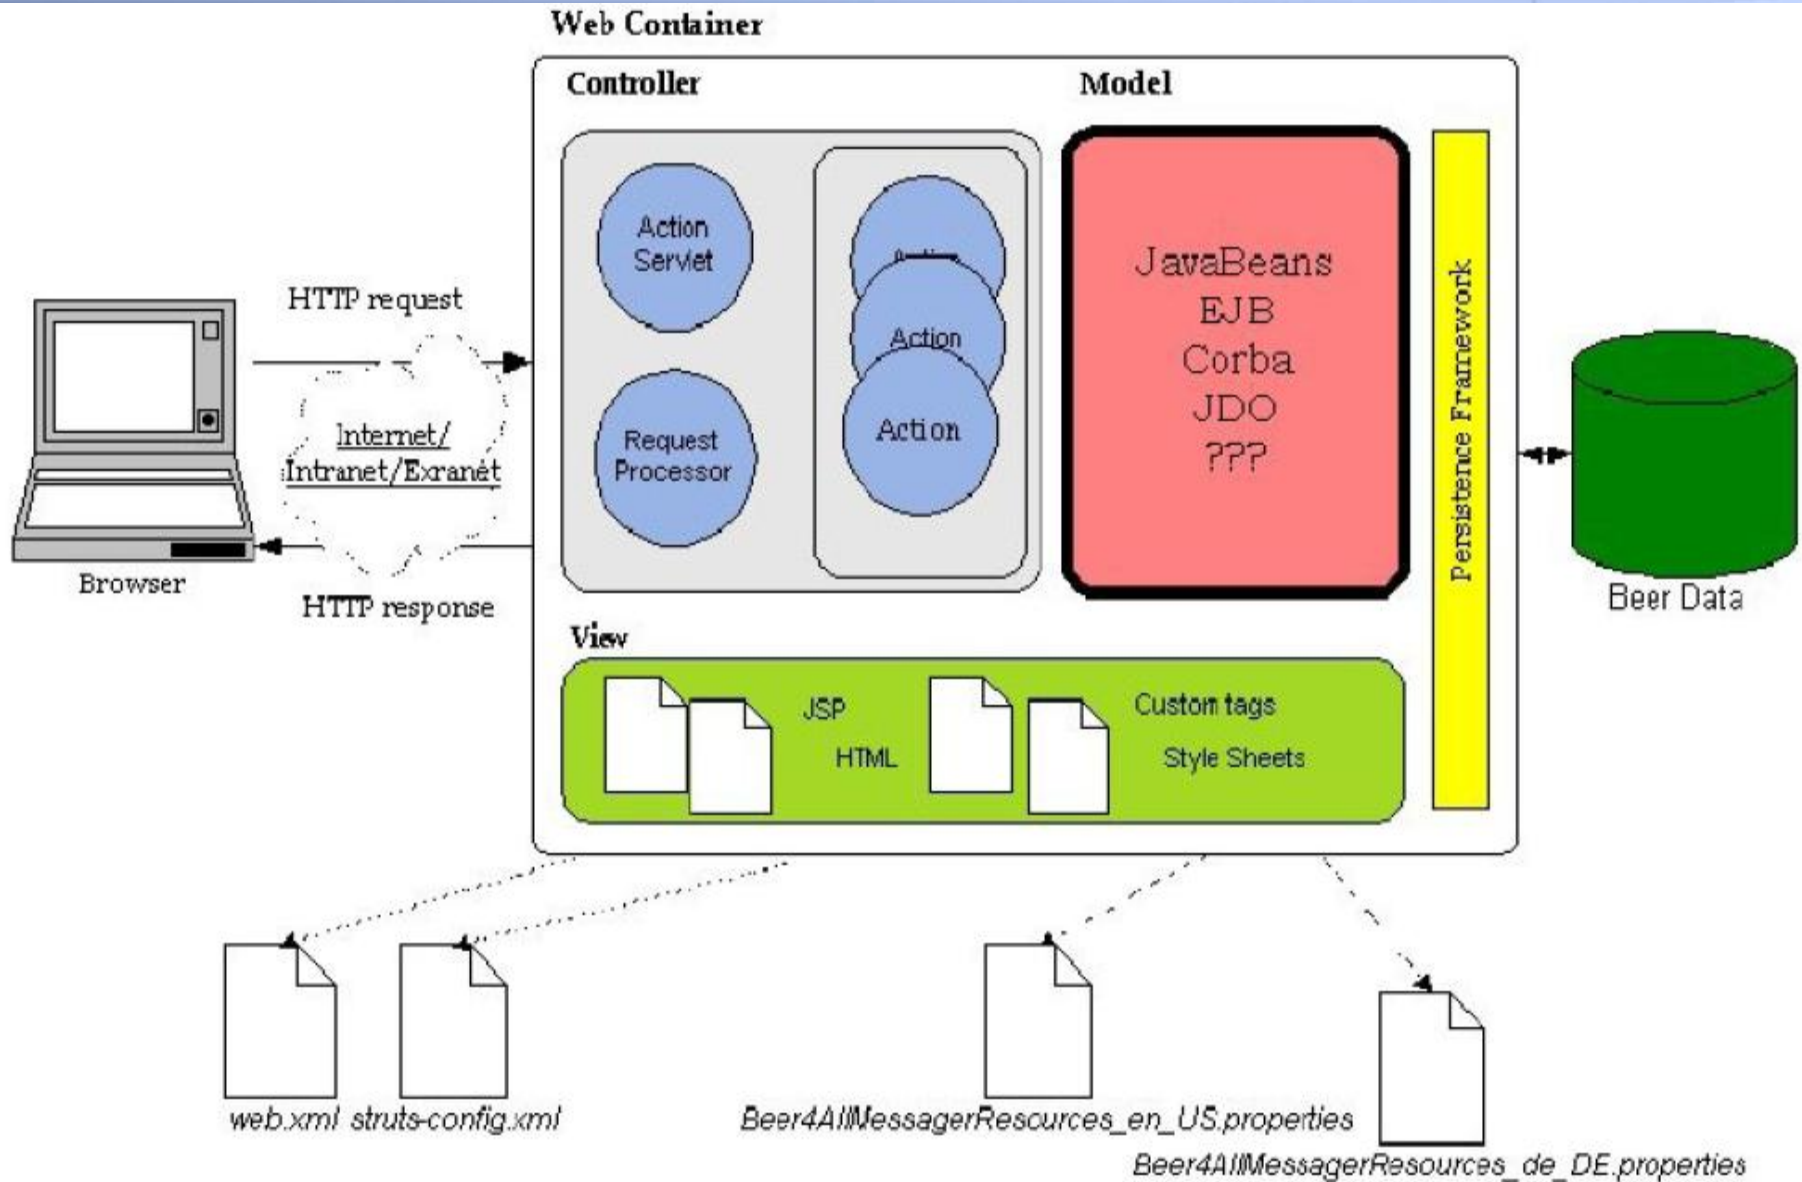 Web Container
Controller
Model
Action
Servlet
Request
Processor
Action
Action
JavaBeans
EJB
Corba
JDO
???
Persistence Framework
HTTP request
Internet/
Intranet/Exranet
HTTP response
Browser
Beer Data
View
JSP
HTML
Custom tags
Style Sheets
web.xml
struts-config.xml
Beer4AllMessagerResources_en_US.properties
Beer4AllMessagerResources_de_DE.properties